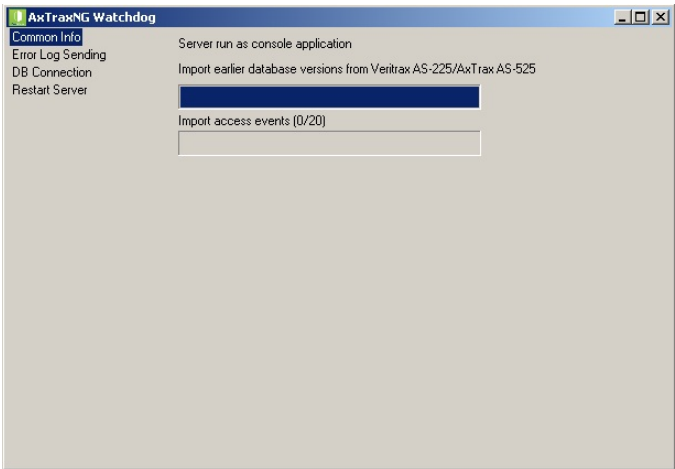 AxTraxNG Watchdog
Common Info
Error Log Sending
DB Connection
Restart Server
Server run as console application
Import earlier database versions from Veritrax AS-225/AxTrax AS-525
Import access events (0/20)